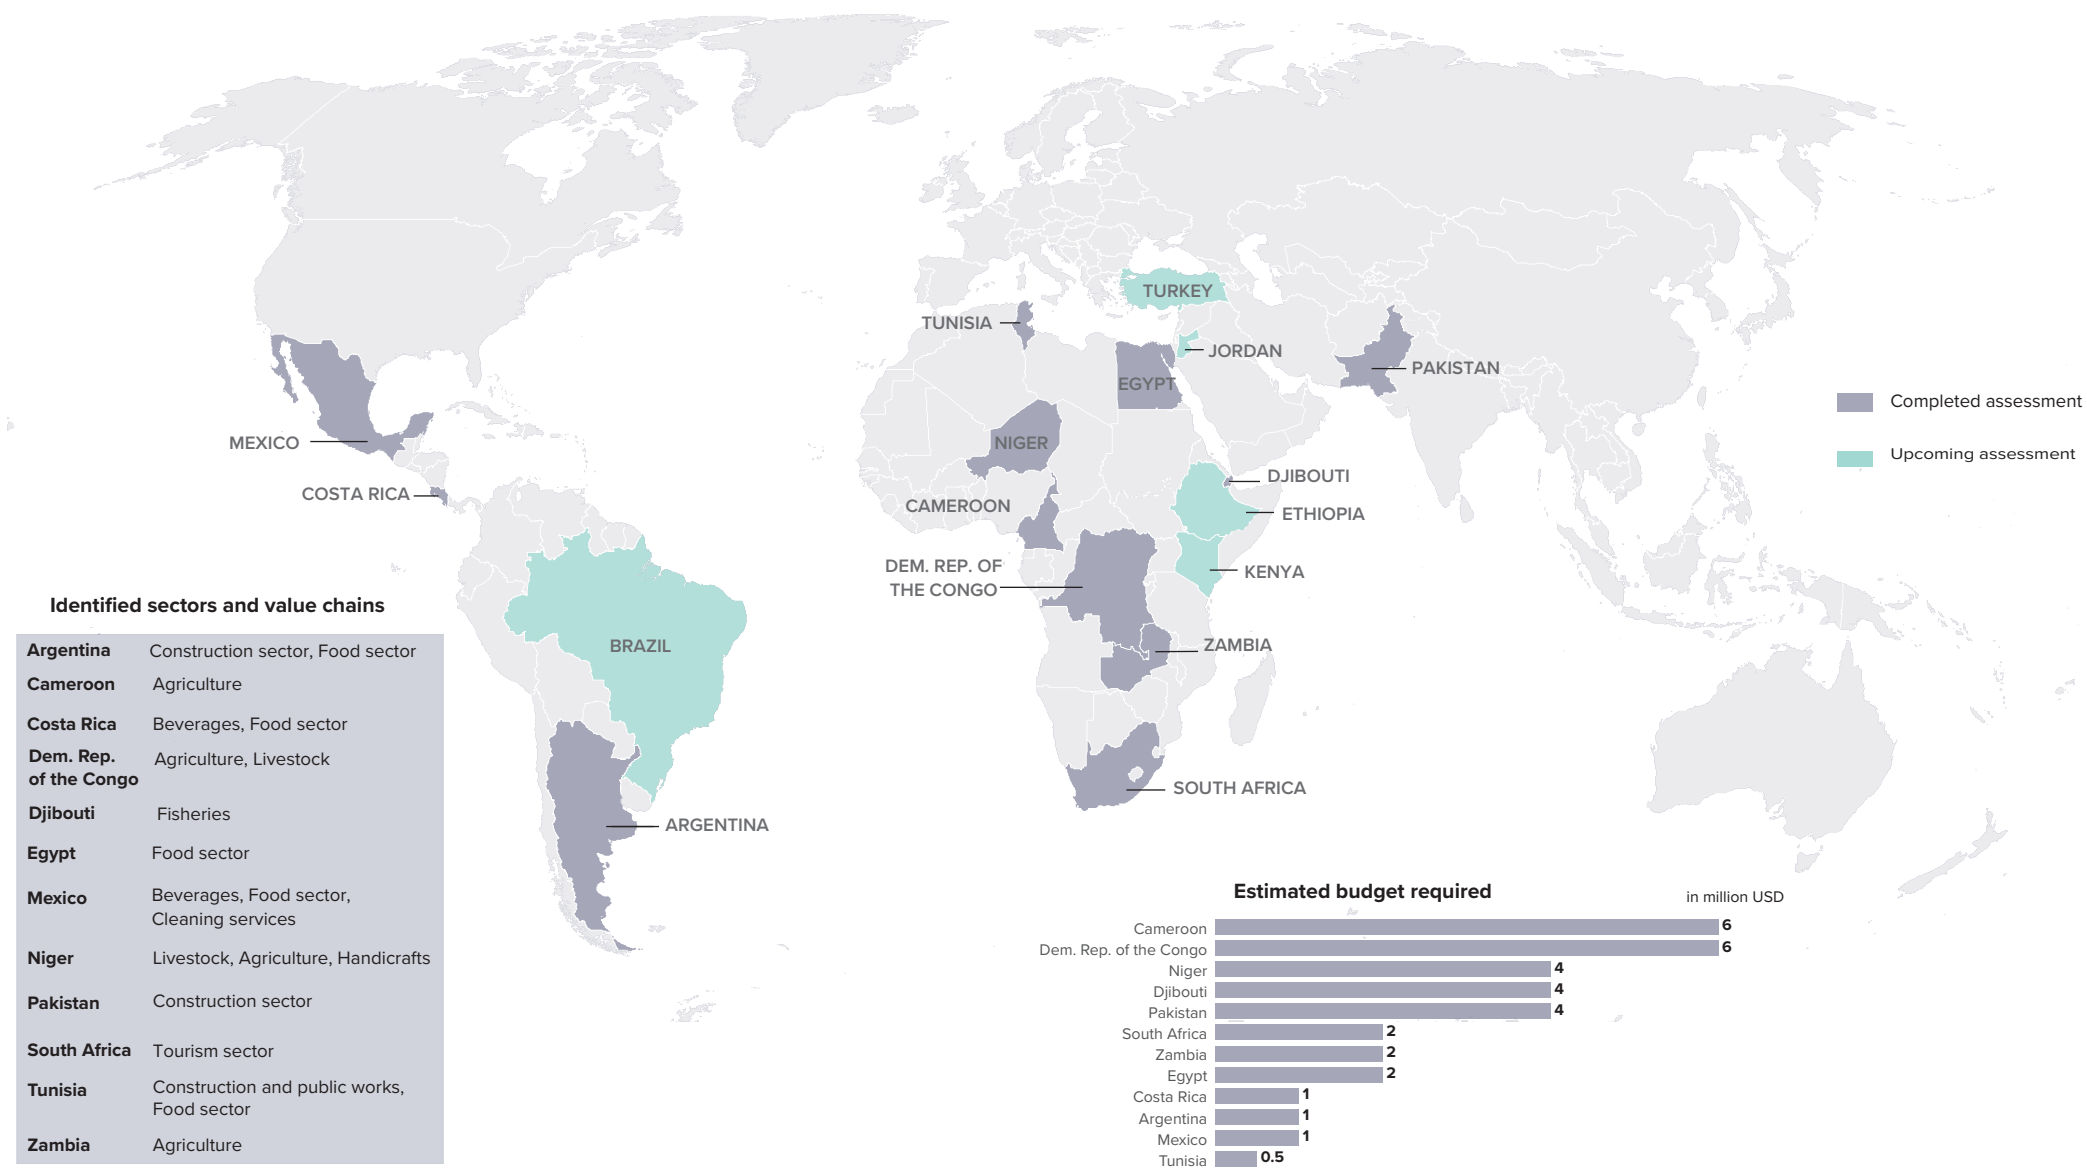 TURKEY
TUNISIA
JORDAN
PAKISTAN
EGYPT
Completed assessment
MEXICO
NIGER
Upcoming assessment
DJIBOUTI
COSTA RICA
CAMEROON
ETHIOPIA
DEM. REP. OF
THE CONGO
KENYA
BRAZIL
ZAMBIA
SOUTH AFRICA
ARGENTINA
Identified sectors and value chains
Argentina Construction sector, Food sector
Cameroon Agriculture
Costa Rica Beverages, Food sector
Dem. Rep.
of the Congo Agriculture, Livestock
Djibouti Fisheries
Egypt Food sector
Mexico Beverages, Food sector,
Cleaning services
Niger Livestock, Agriculture, Handicrafts
Pakistan Construction sector
South Africa Tourism sector
Tunisia Construction and public works,
Food sector
Zambia Agriculture
Estimated budget required
in million USD
Cameroon 6
Dem. Rep. of the Congo 6
Niger 4
Djibouti 4
Pakistan 4
South Africa 2
Zambia 2
Egypt 2
Costa Rica 1
Argentina 1
Mexico 1
Tunisia 0.5